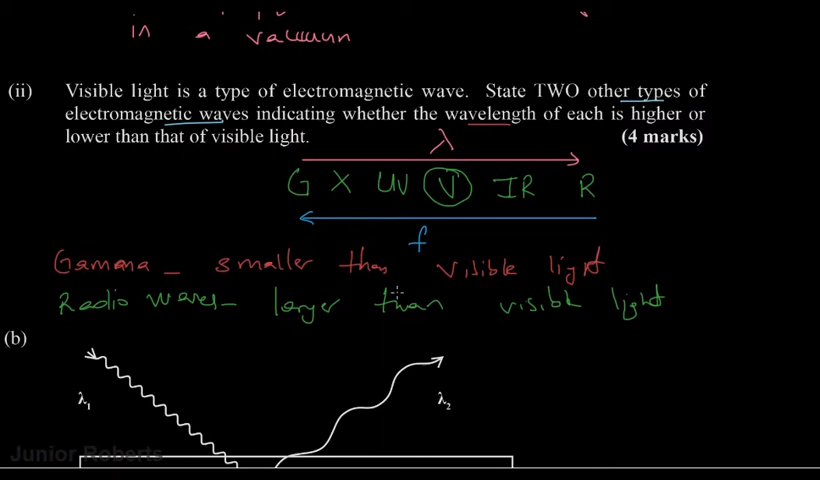 in a vacuum
(ii) Visible light is a type of electromagnetic wave. State TWO other types of
electromagnetic waves indicating whether the wavelength of each is higher or
lower than that of visible light. (4 marks)
λ
G X UV V IR R
f
Gamma - smaller than visible light
Radio waves - larger than visible light
(b)
λ1 λ2
Junior Roberts